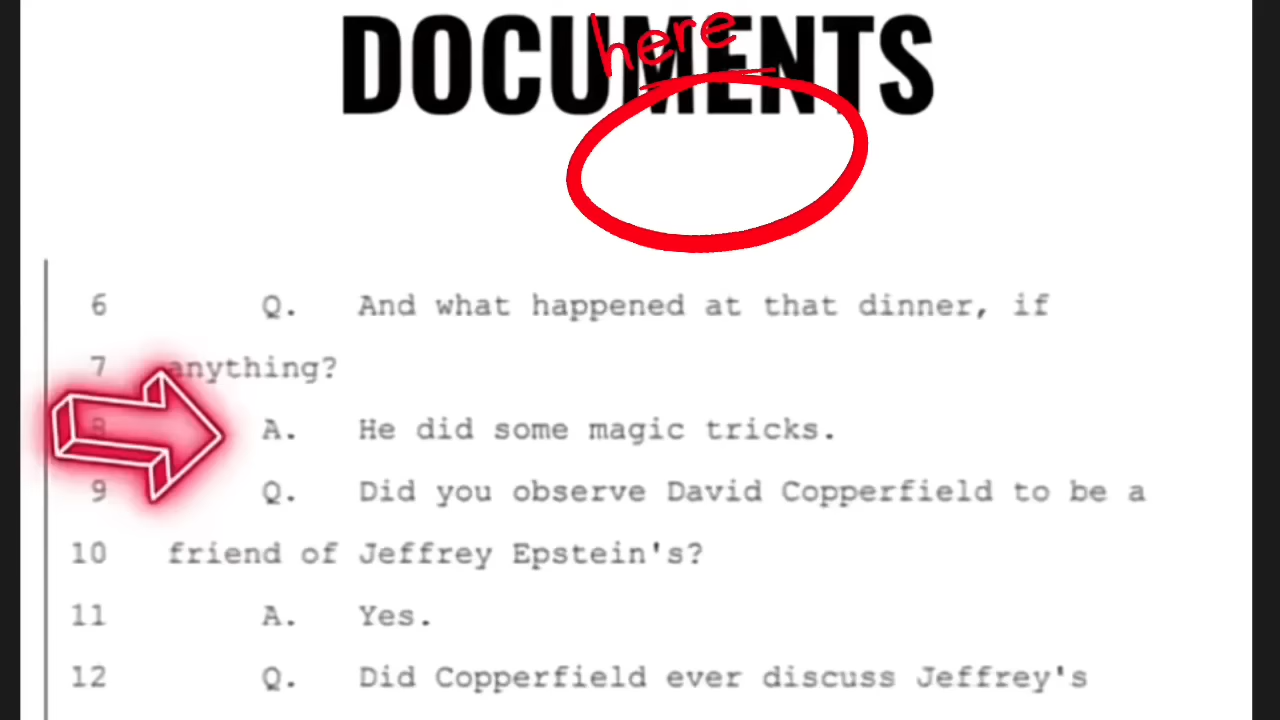 DOCUMENTS
here
6 Q. And what happened at that dinner, if
7 anything?
8 A. He did some magic tricks.
9 Q. Did you observe David Copperfield to be a
10 friend of Jeffrey Epstein's?
11 A. Yes.
12 Q. Did Copperfield ever discuss Jeffrey's